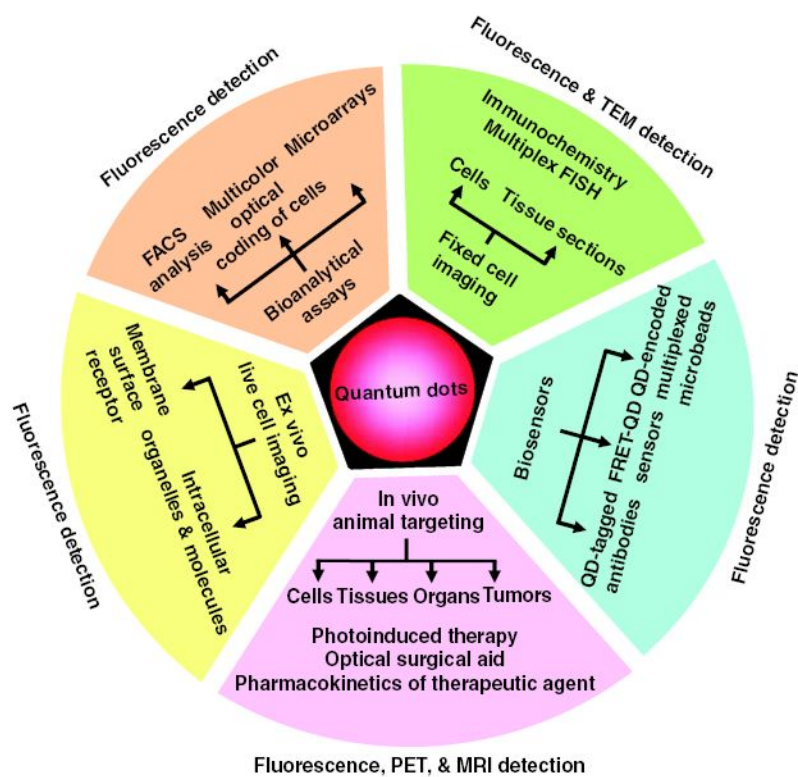 Fluorescence detection
FACS
analysis
Multicolor
optical
coding of cells
Microarrays
Bioanalytical
assays
Fluorescence & TEM detection
Immunochemistry
Multiplex FISH
Cells
Tissue sections
Fixed cell
imaging
Quantum dots
Fluorescence detection
Biosensors
QD-encoded
multiplexed
microbeads
FRET-QD
sensors
QD-tagged
antibodies
Fluorescence detection
Membrane
surface
receptor
Ex vivo
live cell imaging
Intracellular
organelles & molecules
In vivo
animal targeting
Cells Tissues Organs Tumors
Photoinduced therapy
Optical surgical aid
Pharmacokinetics of therapeutic agent
Fluorescence, PET, & MRI detection